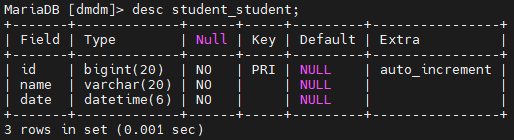 MariaDB [dmdm]> desc student_student;
+-------+-------------+------+-----+---------+----------------+
| Field | Type        | Null | Key | Default | Extra          |
+-------+-------------+------+-----+---------+----------------+
| id    | bigint(20)  | NO   | PRI | NULL    | auto_increment |
| name  | varchar(20) | NO   |     | NULL    |                |
| date  | datetime(6) | NO   |     | NULL    |                |
+-------+-------------+------+-----+---------+----------------+
3 rows in set (0.001 sec)